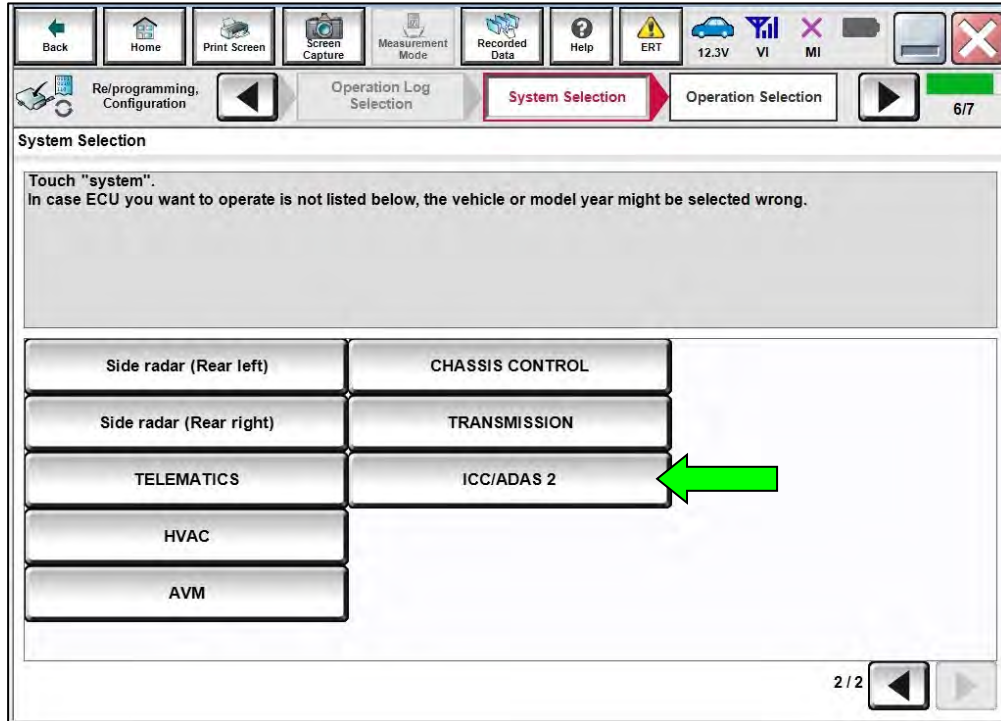 Back
Home
Print Screen
Screen
Capture
Measurement
Mode
Recorded
Data
Help
ERT
12.3V
VI
MI
Re/programming,
Configuration
Operation Log
Selection
System Selection
Operation Selection
6/7
System Selection
Touch "system".
In case ECU you want to operate is not listed below, the vehicle or model year might be selected wrong.
Side radar (Rear left)
CHASSIS CONTROL
Side radar (Rear right)
TRANSMISSION
TELEMATICS
ICC/ADAS 2
HVAC
AVM
2 / 2